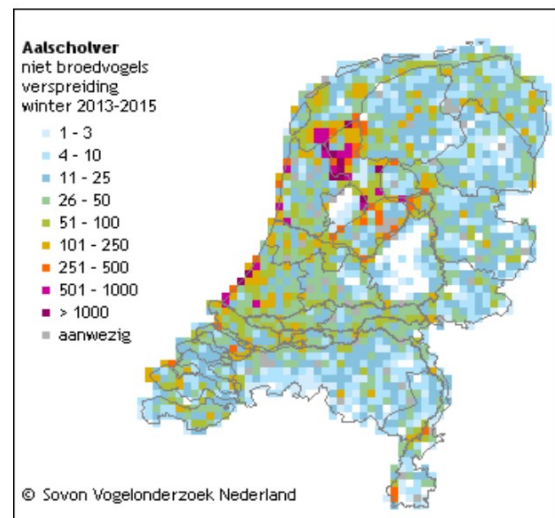 Aalscholver
niet broedvogels
verspreiding
winter 2013-2015
1 - 3
4 - 10
11 - 25
26 - 50
51 - 100
101 - 250
251 - 500
501 - 1000
> 1000
aanwezig
© Sovon Vogelonderzoek Nederland